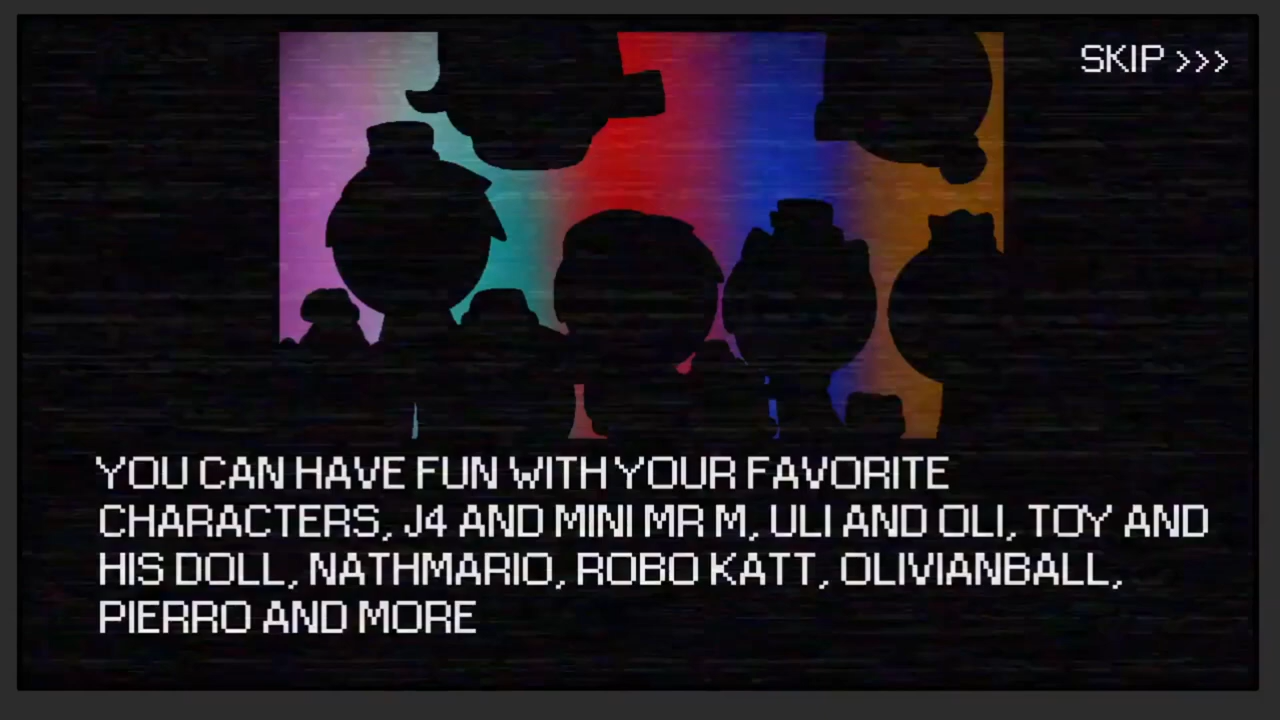 SKIP >>>
YOU CAN HAVE FUN WITH YOUR FAVORITE
CHARACTERS, J4 AND MINI MR M, ULI AND OLI, TOY AND
HIS DOLL, NATHMARIO, ROBO KATT, OLIVIANBALL,
PIERRO AND MORE